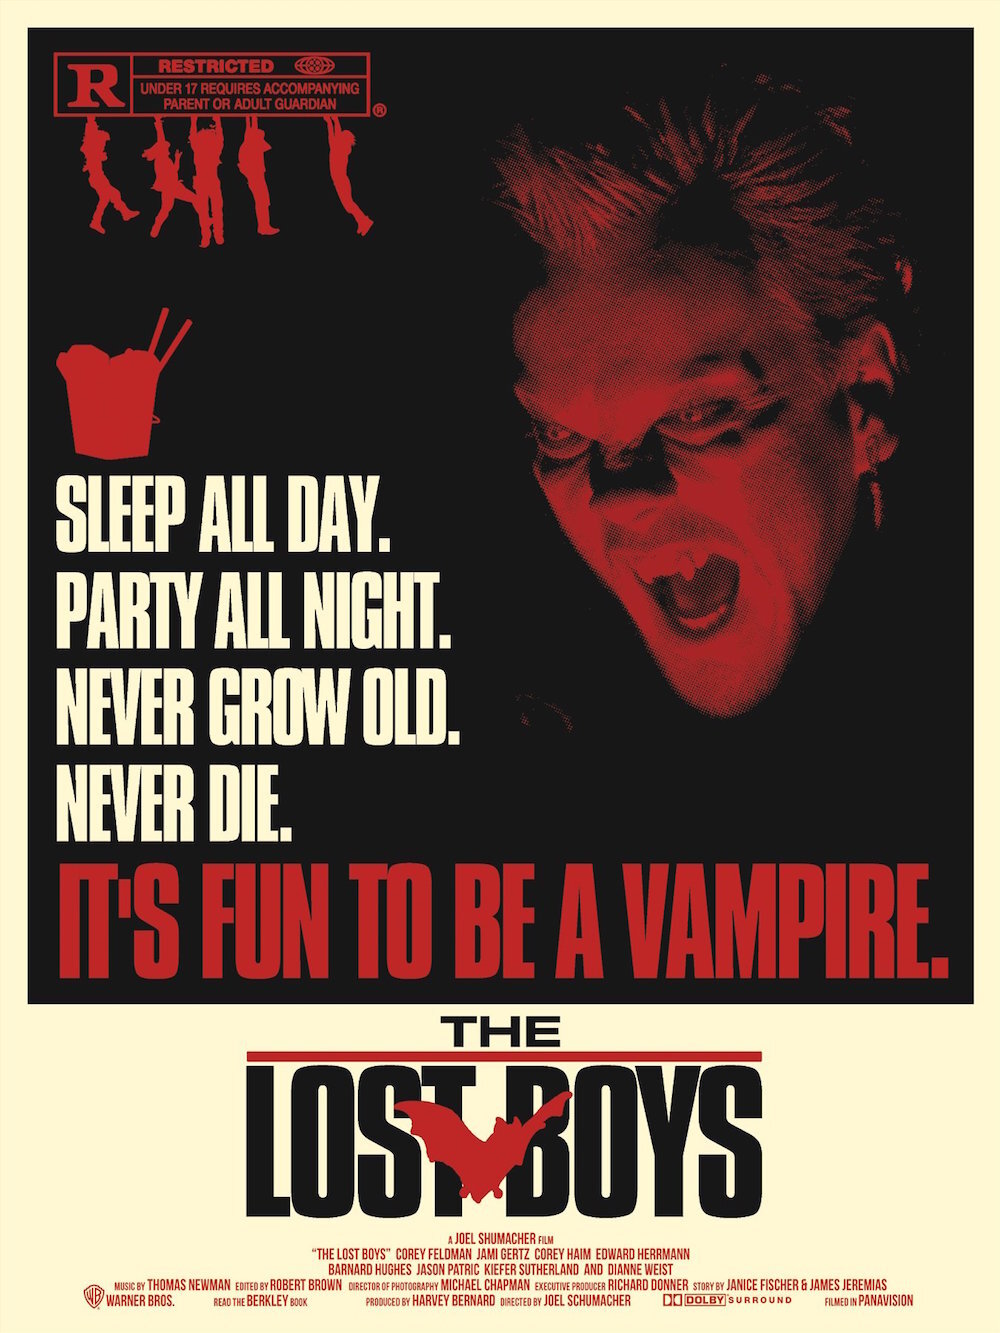 R
RESTRICTED
UNDER 17 REQUIRES ACCOMPANYING
PARENT OR ADULT GUARDIAN
®
SLEEP ALL DAY.
PARTY ALL NIGHT.
NEVER GROW OLD.
NEVER DIE.
IT'S FUN TO BE A VAMPIRE.
THE
LOST BOYS
A JOEL SHUMACHER FILM
"THE LOST BOYS" COREY FELDMAN JAMI GERTZ COREY HAIM EDWARD HERRMANN
BARNARD HUGHES JASON PATRIC KIEFER SUTHERLAND AND DIANNE WEIST
MUSIC BY THOMAS NEWMAN EDITED BY ROBERT BROWN DIRECTOR OF PHOTOGRAPHY MICHAEL CHAPMAN EXECUTIVE PRODUCER RICHARD DONNER STORY BY JANICE FISCHER & JAMES JEREMIAS
WB WARNER BROS. READ THE BERKLEY BOOK PRODUCED BY HARVEY BERNARD DIRECTED BY JOEL SCHUMACHER DOLBY SURROUND FILMED IN PANAVISION